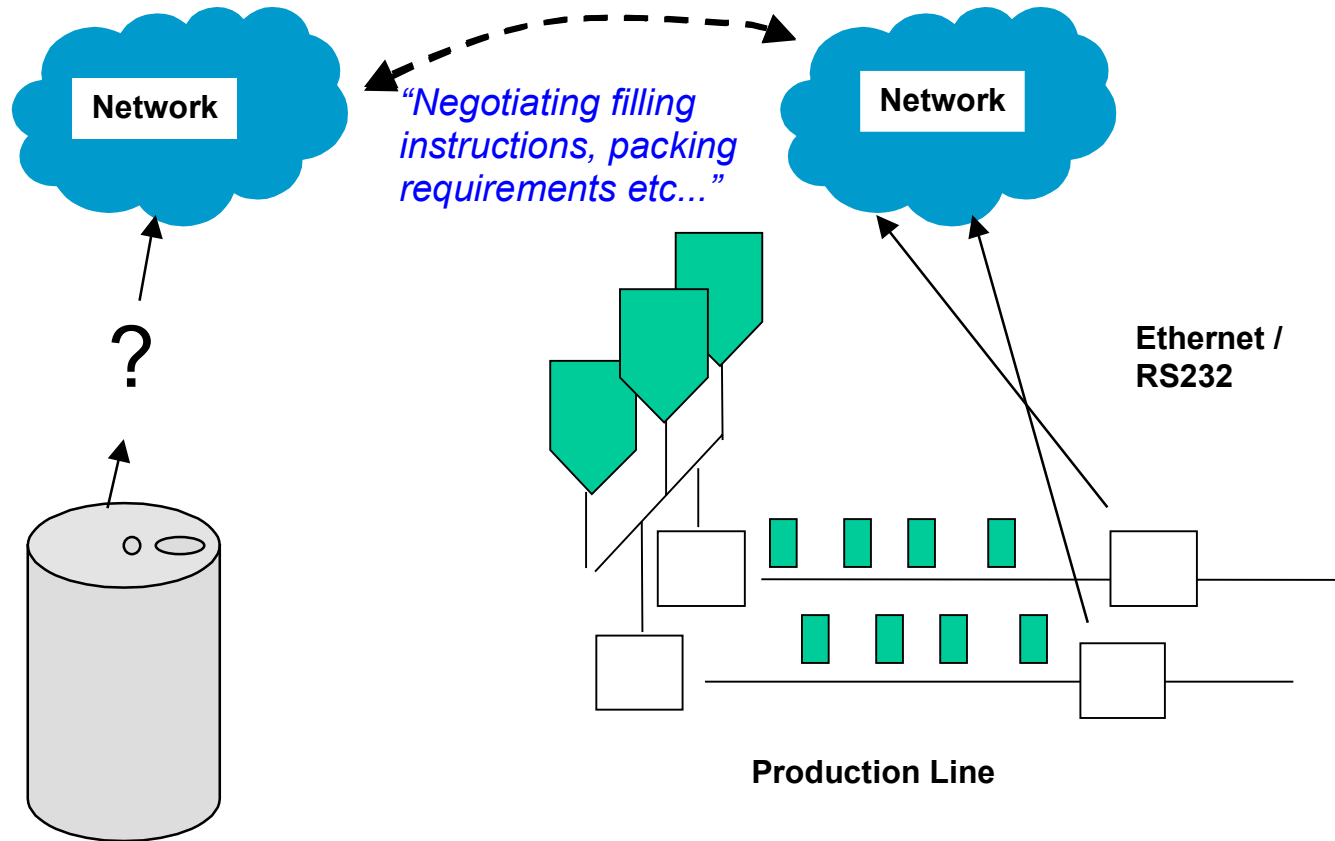 Network
Network
“Negotiating filling
instructions, packing
requirements etc...”
?
Ethernet /
RS232
Production Line